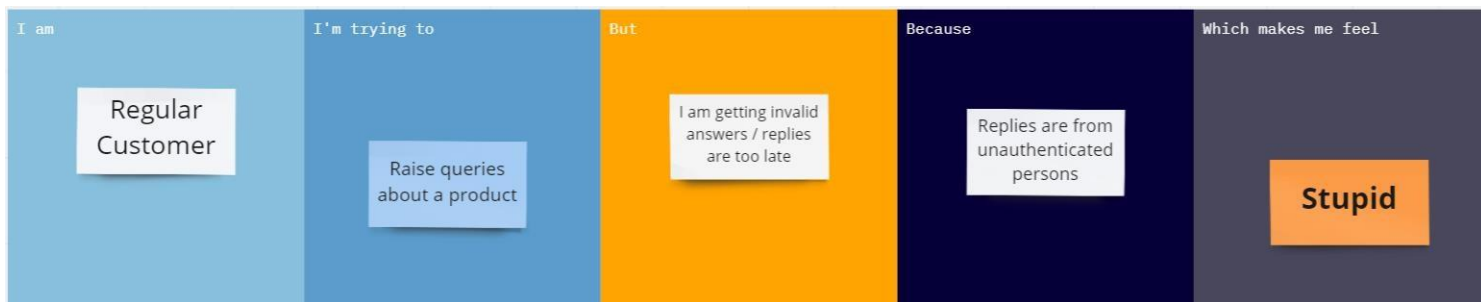 I am
Regular
Customer
I'm trying to
Raise queries
about a product
But
I am getting invalid
answers / replies
are too late
Because
Replies are from
unauthenticated
persons
Which makes me feel
Stupid